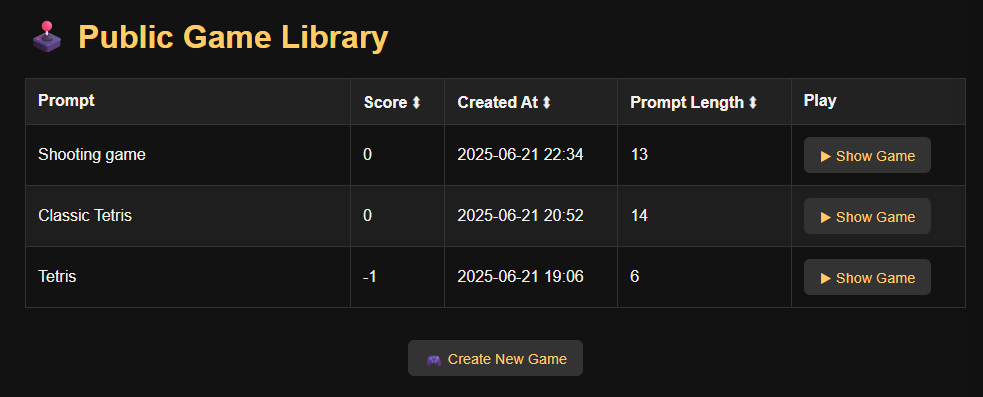 Public Game Library
Prompt Score ⬍ Created At ⬍ Prompt Length ⬍ Play
Shooting game 0 2025-06-21 22:34 13 ▶ Show Game
Classic Tetris 0 2025-06-21 20:52 14 ▶ Show Game
Tetris -1 2025-06-21 19:06 6 ▶ Show Game
Create New Game